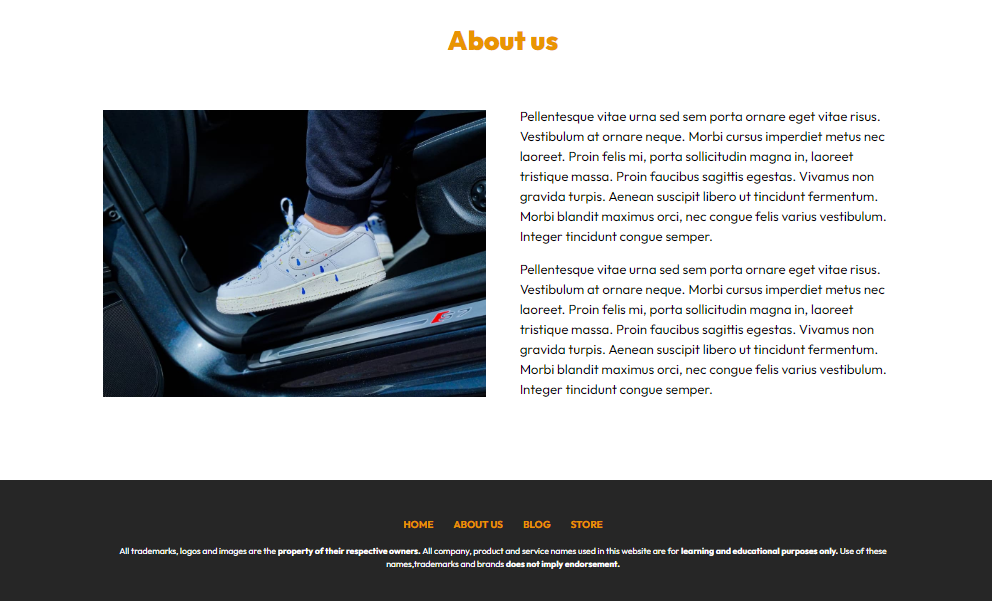 About us
Pellentesque vitae urna sed sem porta ornare eget vitae risus.
Vestibulum at ornare neque. Morbi cursus imperdiet metus nec
laoreet. Proin felis mi, porta sollicitudin magna in, laoreet
tristique massa. Proin faucibus sagittis egestas. Vivamus non
gravida turpis. Aenean suscipit libero ut tincidunt fermentum.
Morbi blandit maximus orci, nec congue felis varius vestibulum.
Integer tincidunt congue semper.
Pellentesque vitae urna sed sem porta ornare eget vitae risus.
Vestibulum at ornare neque. Morbi cursus imperdiet metus nec
laoreet. Proin felis mi, porta sollicitudin magna in, laoreet
tristique massa. Proin faucibus sagittis egestas. Vivamus non
gravida turpis. Aenean suscipit libero ut tincidunt fermentum.
Morbi blandit maximus orci, nec congue felis varius vestibulum.
Integer tincidunt congue semper.
HOME ABOUT US BLOG STORE
All trademarks, logos and images are the property of their respective owners. All company, product and service names used in this website are for learning and educational purposes only. Use of these
names,trademarks and brands does not imply endorsement.